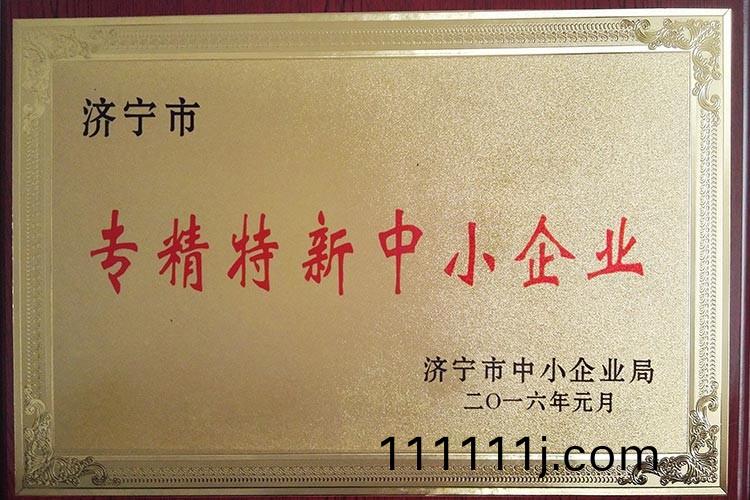 济宁市
专精特新中小企业
济宁市中小企业局
二〇一六年元月
111111j.com